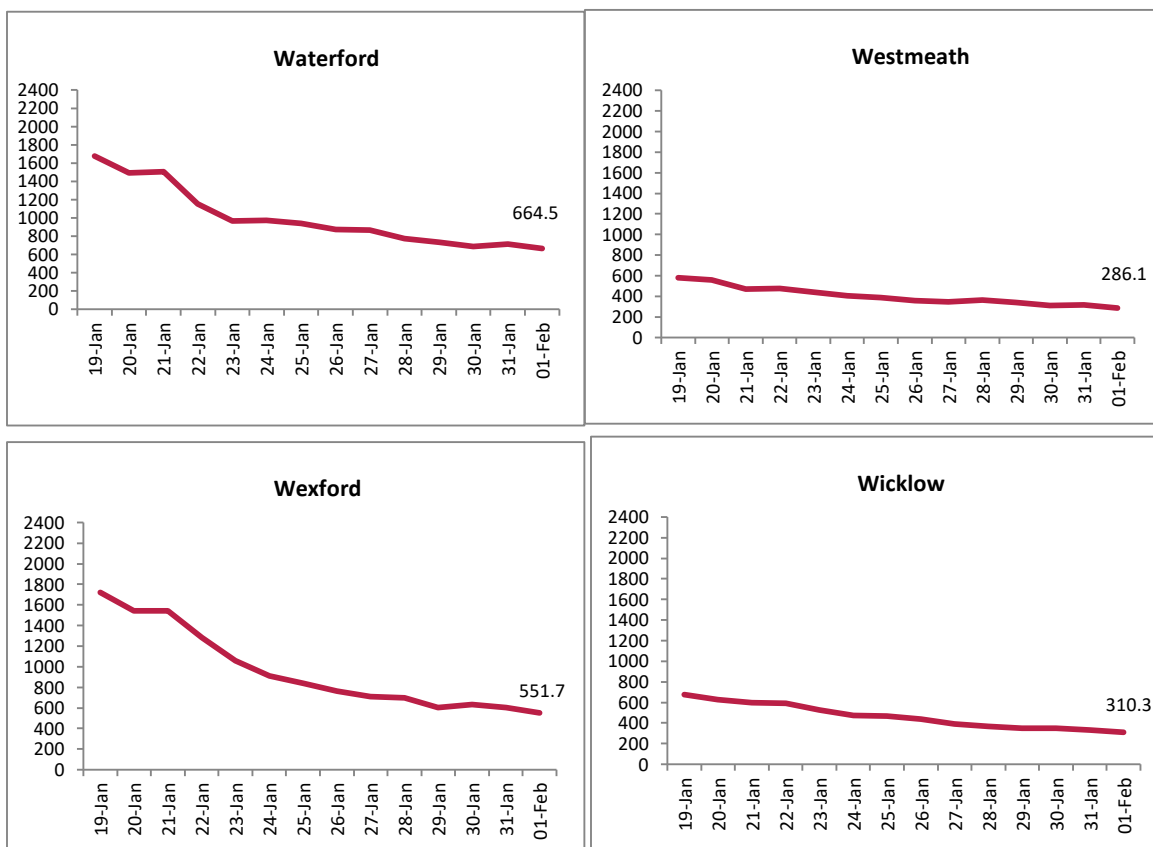 Waterford
2400
2200
2000
1800
1600
1400
1200
1000
800
600
400
200
0
664.5
19-Jan
20-Jan
21-Jan
22-Jan
23-Jan
24-Jan
25-Jan
26-Jan
27-Jan
28-Jan
29-Jan
30-Jan
31-Jan
01-Feb
Westmeath
2400
2200
2000
1800
1600
1400
1200
1000
800
600
400
200
0
286.1
19-Jan
20-Jan
21-Jan
22-Jan
23-Jan
24-Jan
25-Jan
26-Jan
27-Jan
28-Jan
29-Jan
30-Jan
31-Jan
01-Feb
Wexford
2400
2200
2000
1800
1600
1400
1200
1000
800
600
400
200
0
551.7
19-Jan
20-Jan
21-Jan
22-Jan
23-Jan
24-Jan
25-Jan
26-Jan
27-Jan
28-Jan
29-Jan
30-Jan
31-Jan
01-Feb
Wicklow
2400
2200
2000
1800
1600
1400
1200
1000
800
600
400
200
0
310.3
19-Jan
20-Jan
21-Jan
22-Jan
23-Jan
24-Jan
25-Jan
26-Jan
27-Jan
28-Jan
29-Jan
30-Jan
31-Jan
01-Feb